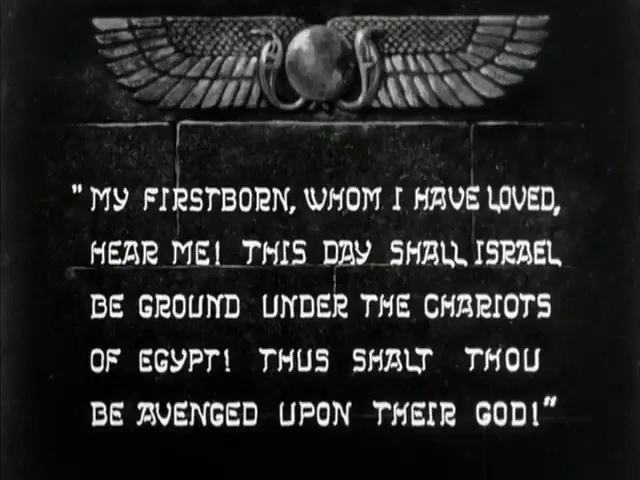 "MY FIRSTBORN, WHOM I HAVE LOVED,
HEAR ME! THIS DAY SHALL ISRAEL
BE GROUND UNDER THE CHARIOTS
OF EGYPT! THUS SHALT THOU
BE AVENGED UPON THEIR GOD!"